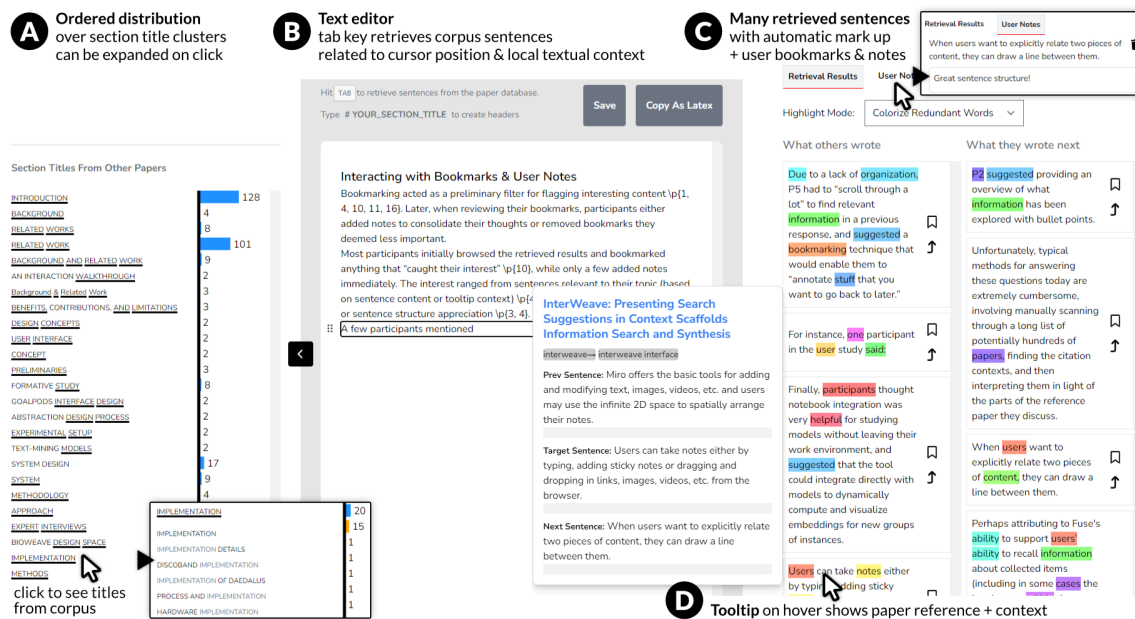 A
Ordered distribution
over section title clusters
can be expanded on click
B
Text editor
tab key retrieves corpus sentences
related to cursor position & local textual context
C
Many retrieved sentences
with automatic mark up
+ user bookmarks & notes
Retrieval Results
User Notes
When users want to explicitly relate two pieces of
content, they can draw a line between them.
Great sentence structure!
Section Titles From Other Papers
INTRODUCTION 128
BACKGROUND 4
RELATED WORKS 8
RELATED WORK 101
BACKGROUND AND RELATED WORK 9
AN INTERACTION WALKTHROUGH 2
Background & Related Work 3
BENEFITS, CONTRIBUTIONS, AND LIMITATIONS 3
DESIGN CONCEPTS 2
USER INTERFACE 2
CONCEPT 2
PRELIMINARIES 3
FORMATIVE STUDY 8
GOALPODS INTERFACE DESIGN 2
ABSTRACTION DESIGN PROCESS 2
EXPERIMENTAL SETUP 2
TEXT-MINING MODELS 2
SYSTEM DESIGN 17
SYSTEM 9
METHODOLOGY 4
APPROACH
EXPERT INTERVIEWS
BIOWEAVE DESIGN SPACE
IMPLEMENTATION
METHODS
click to see titles
from corpus
IMPLEMENTATION 20
IMPLEMENTATION 15
IMPLEMENTATION DETAILS 1
DISCOBAND IMPLEMENTATION 1
IMPLEMENTATION OF DAEDALUS 1
PROCESS AND IMPLEMENTATION 1
HARDWARE IMPLEMENTATION 1
Hit TAB to retrieve sentences from the paper database.
Type # YOUR_SECTION_TITLE to create headers
Save
Copy As Latex
Interacting with Bookmarks & User Notes
Bookmarking acted as a preliminary filter for flagging interesting content \p{1,
4, 10, 11, 16}. Later, when reviewing their bookmarks, participants either
added notes to consolidate their thoughts or removed bookmarks they
deemed less important.
Most participants initially browsed the retrieved results and bookmarked
anything that "caught their interest" \p{10}, while only a few added notes
immediately. The interest ranged from sentences relevant to their topic (based
on sentence content or tooltip context) \p{4
or sentence structure appreciation \p{3, 4}.
A few participants mentioned
InterWeave: Presenting Search
Suggestions in Context Scaffolds
Information Search and Synthesis
interweave→ interweave interface
Prev Sentence: Miro offers the basic tools for adding
and modifying text, images, videos, etc. and users
may use the infinite 2D space to spatially arrange
their notes.
Target Sentence: Users can take notes either by
typing, adding sticky notes or dragging and
dropping in links, images, videos, etc. from the
browser.
Next Sentence: When users want to explicitly relate
two pieces of content, they can draw a line between
them.
Retrieval Results
User Not
Highlight Mode: Colorize Redundant Words
What others wrote
Due to a lack of organization,
P5 had to "scroll through a
lot" to find relevant
information in a previous
response, and suggested a
bookmarking technique that
would enable them to
"annotate stuff that you
want to go back to later."
For instance, one participant
in the user study said:
Finally, participants thought
notebook integration was
very helpful for studying
models without leaving their
work environment, and
suggested that the tool
could integrate directly with
models to dynamically
compute and visualize
embeddings for new groups
of instances.
Users can take notes either
by typing, adding sticky
What they wrote next
P2 suggested providing an
overview of what
information has been
explored with bullet points.
Unfortunately, typical
methods for answering
these questions today are
extremely cumbersome,
involving manually scanning
through a long list of
potentially hundreds of
papers, finding the citation
contexts, and then
interpreting them in light of
the parts of the reference
paper they discuss.
When users want to
explicitly relate two pieces
of content, they can draw a
line between them.
Perhaps attributing to Fuse's
ability to support users'
ability to recall information
about collected items
(including in some cases the
D
Tooltip on hover shows paper reference + context